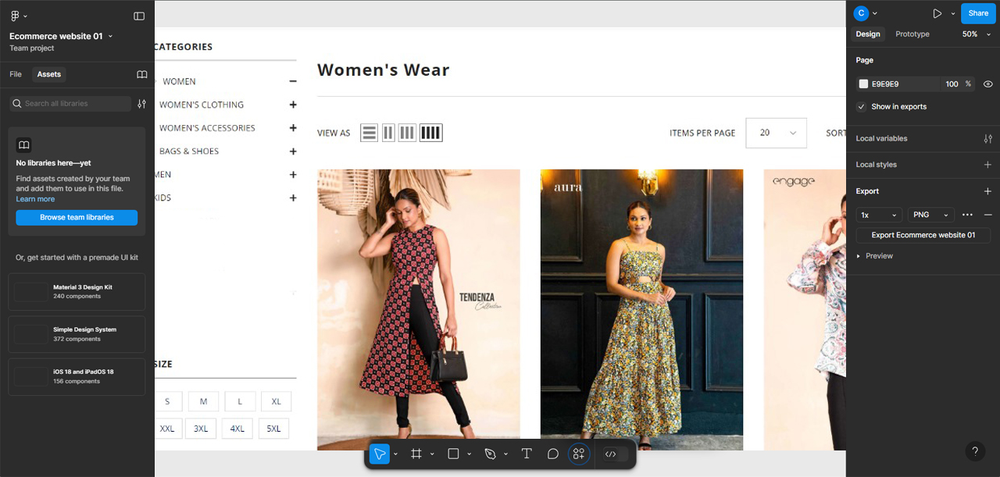 Ecommerce website 01
Team project
File
Assets
Search all libraries
No libraries here—yet
Find assets created by your team
and add them to use in this file.
Learn more
Browse team libraries
Or, get started with a premade UI kit
Material 3 Design Kit
240 components
Simple Design System
372 components
iOS 18 and iPadOS 18
156 components
CATEGORIES
WOMEN
WOMEN'S CLOTHING
WOMEN'S ACCESSORIES
BAGS & SHOES
MEN
KIDS
SIZE
S M L XL
XXL 3XL 4XL 5XL
Women's Wear
VIEW AS
ITEMS PER PAGE
20
SORT
TENDENZA
Collection
aura
engage
C
Share
Design
Prototype
50%
Page
E9E9E9
100 %
Show in exports
Local variables
Local styles
Export
1x
PNG
Export Ecommerce website 01
Preview
?